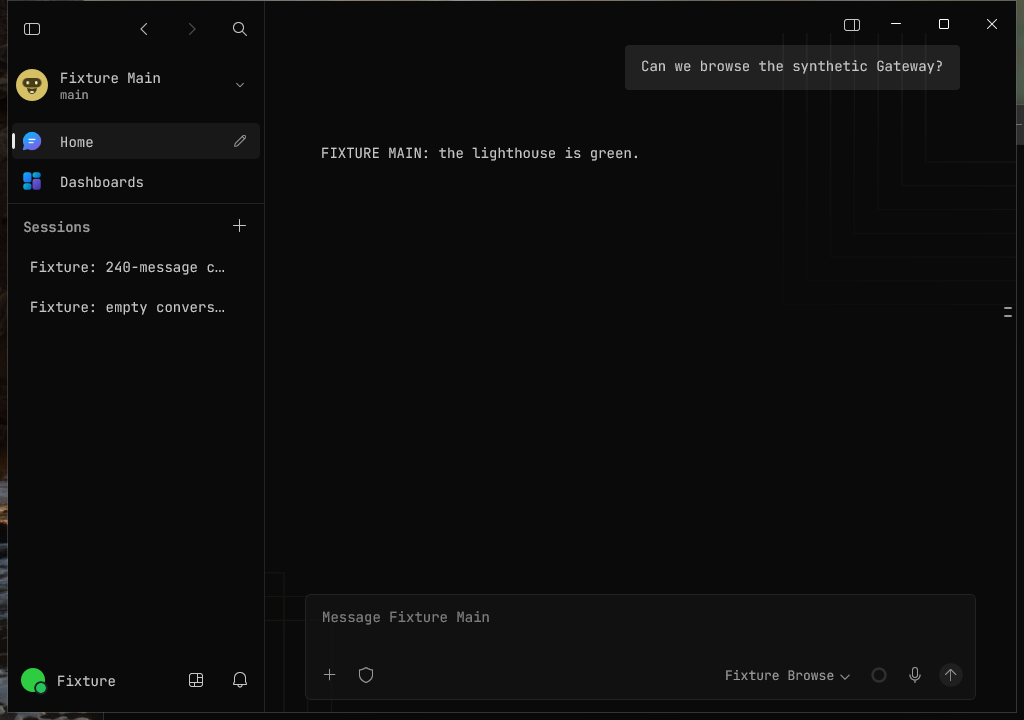 Fixture Main
main
Home
Dashboards
Sessions
Fixture: 240-message c…
Fixture: empty convers…
Fixture
Can we browse the synthetic Gateway?
FIXTURE MAIN: the lighthouse is green.
Message Fixture Main
Fixture Browse